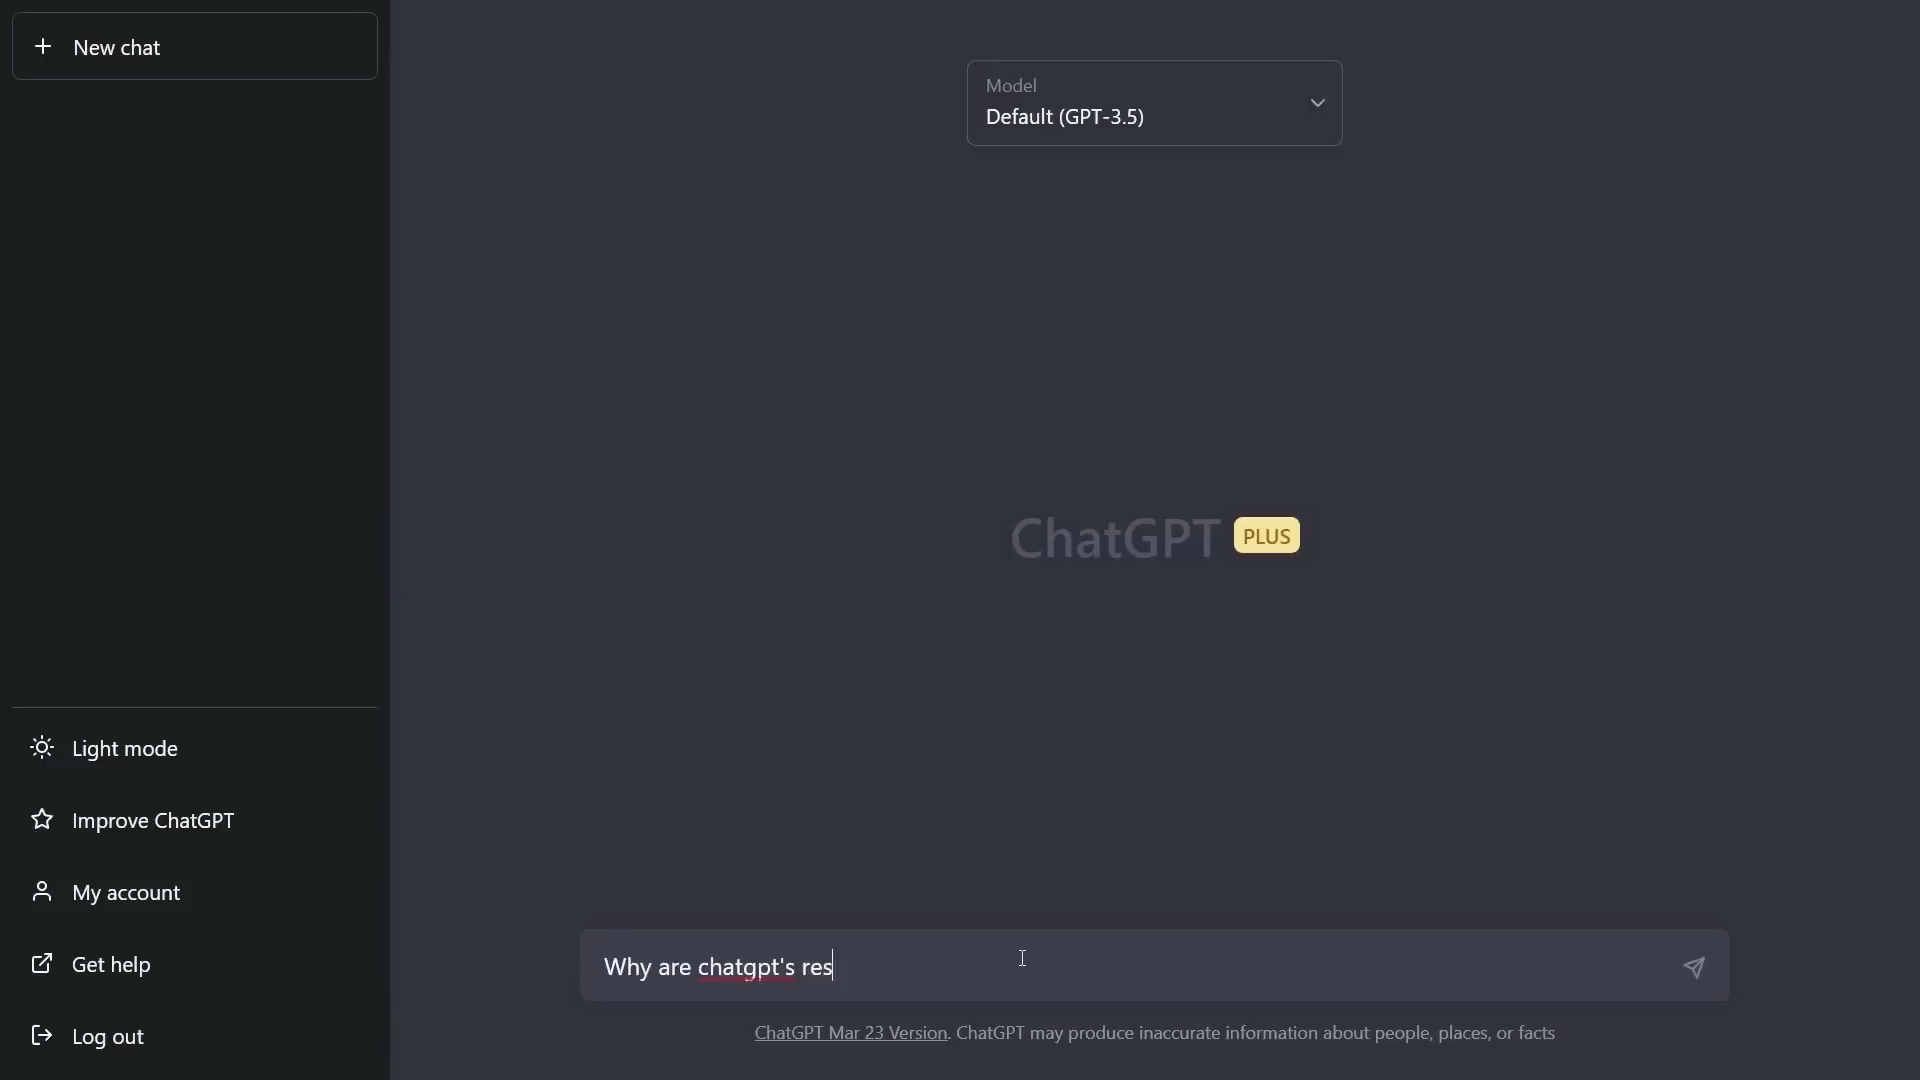 New chat
Model
Default (GPT-3.5)
ChatGPT PLUS
Light mode
Improve ChatGPT
My account
Get help
Log out
Why are chatgpt's res
ChatGPT Mar 23 Version. ChatGPT may produce inaccurate information about people, places, or facts